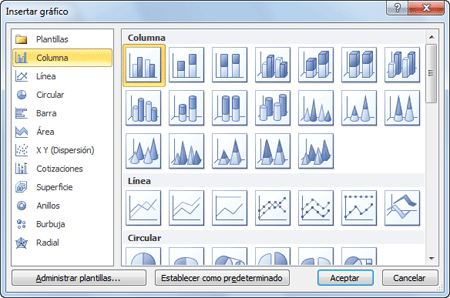 Insertar gráfico
Plantillas
Columna
Línea
Circular
Barra
Área
X Y (Dispersión)
Cotizaciones
Superficie
Anillos
Burbuja
Radial
Columna
Línea
Circular
Administrar plantillas...
Establecer como predeterminado
Aceptar
Cancelar